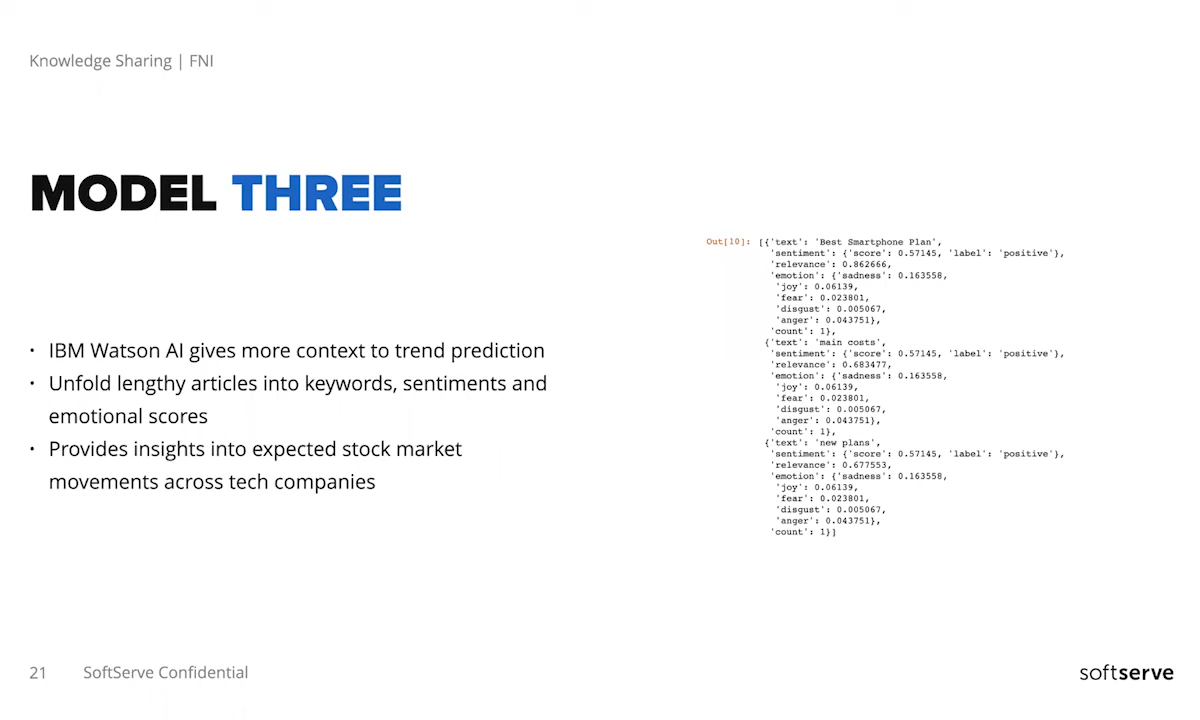 Knowledge Sharing | FNI
MODEL THREE
· IBM Watson AI gives more context to trend prediction
· Unfold lengthy articles into keywords, sentiments and
emotional scores
· Provides insights into expected stock market
movements across tech companies
Out[10]: [{'text': 'Best Smartphone Plan',
'sentiment': {'score': 0.57145, 'label': 'positive'},
'relevance': 0.862666,
'emotion': {'sadness': 0.163558,
'joy': 0.06139,
'fear': 0.023801,
'disgust': 0.005067,
'anger': 0.043751},
'count': 1},
{'text': 'main costs',
'sentiment': {'score': 0.57145, 'label': 'positive'},
'relevance': 0.683477,
'emotion': {'sadness': 0.163558,
'joy': 0.06139,
'fear': 0.023801,
'disgust': 0.005067,
'anger': 0.043751},
'count': 1},
{'text': 'new plans',
'sentiment': {'score': 0.57145, 'label': 'positive'},
'relevance': 0.677553,
'emotion': {'sadness': 0.163558,
'joy': 0.06139,
'fear': 0.023801,
'disgust': 0.005067,
'anger': 0.043751},
'count': 1}]
21 SoftServe Confidential
softserve